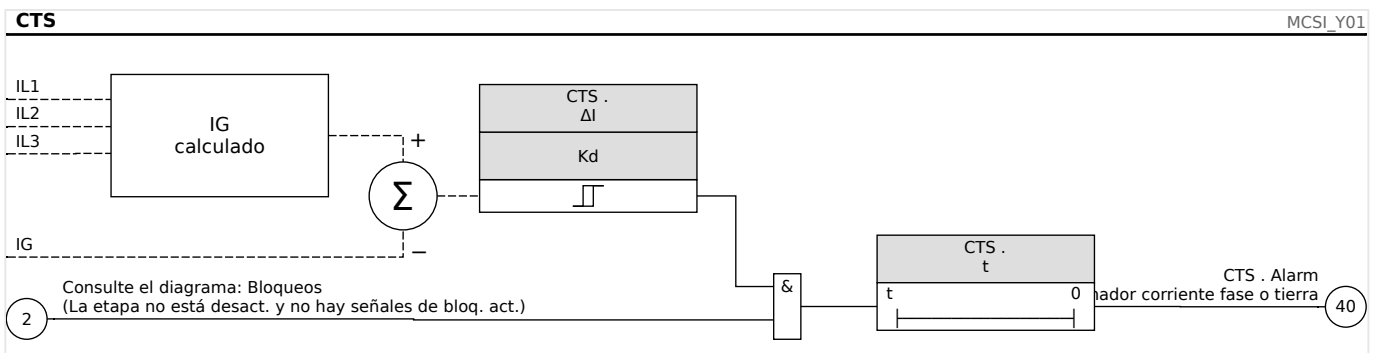 CTS
MCSI_Y01
IL1
IL2
IL3
IG
calculado
+
Σ
−
CTS .
ΔI
Kd
IG
Consulte el diagrama: Bloqueos
(La etapa no está desact. y no hay señales de bloq. act.)
2
&
CTS .
t
t 0
CTS . Alarm
corriente fase o tierra
40